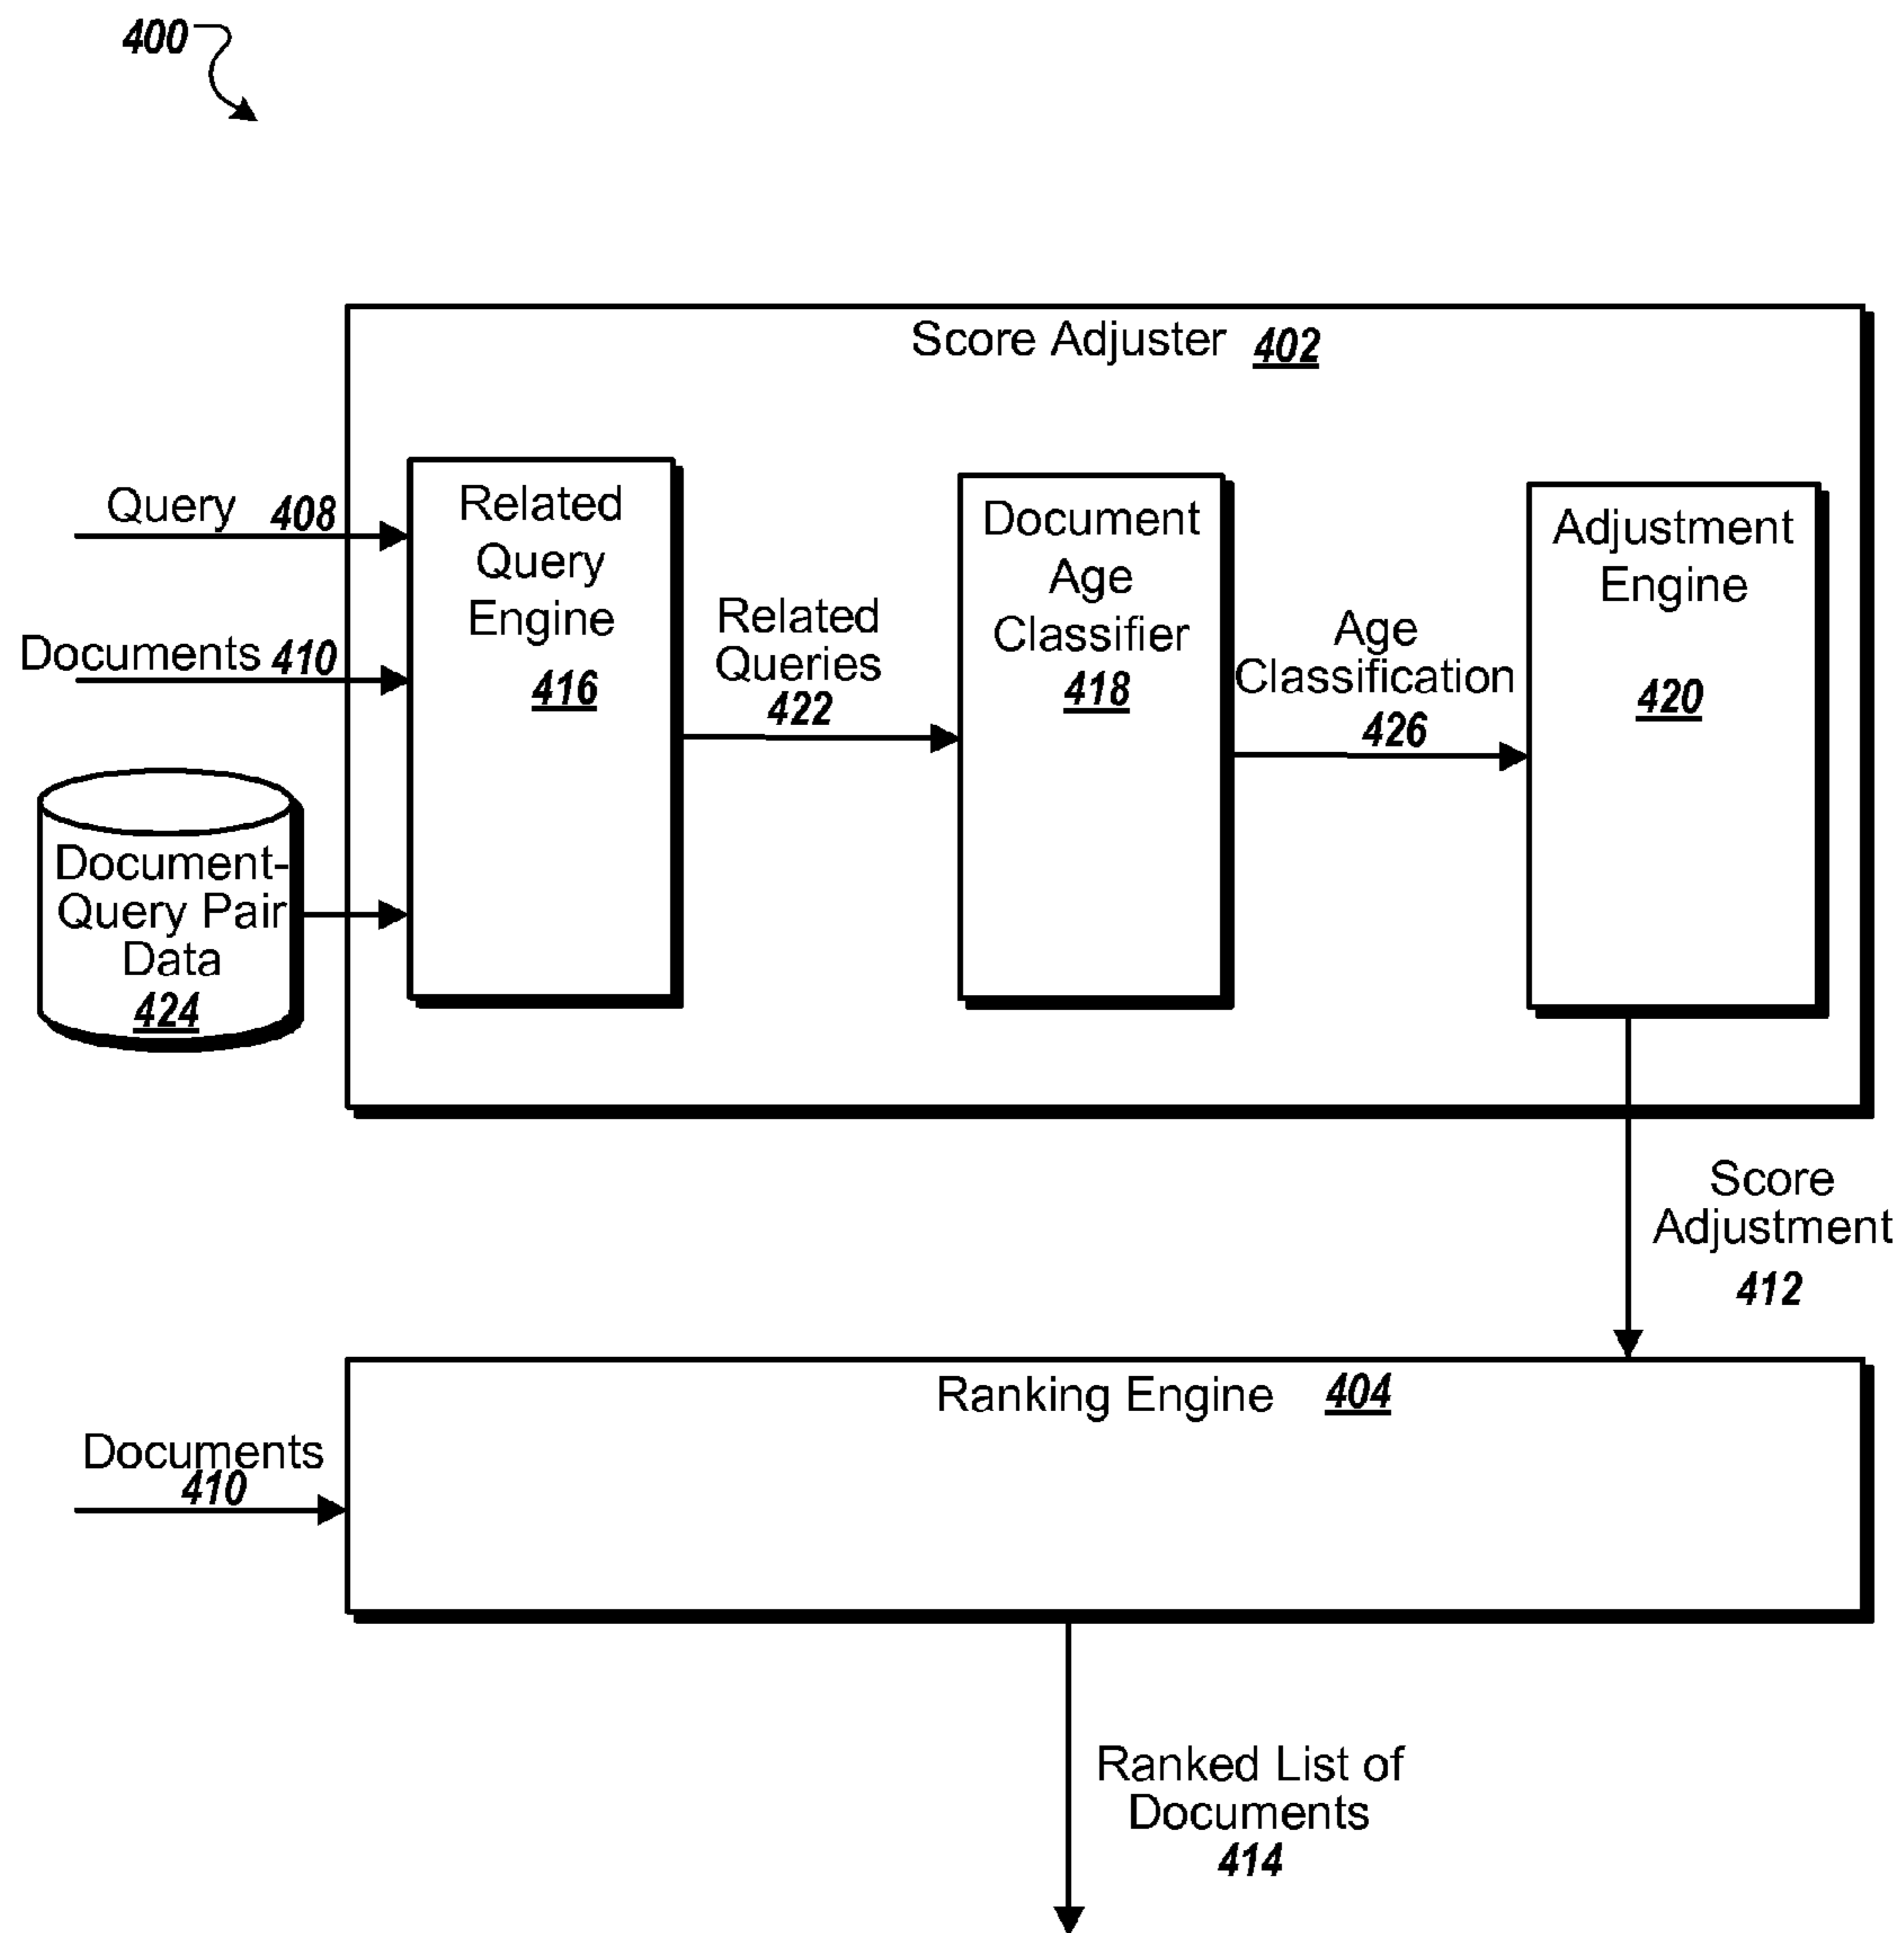 400
Score Adjuster 402
Query 408
Documents 410
Document-
Query Pair
Data
424
Related
Query
Engine
416
Related
Queries
422
Document
Age
Classifier
418
Age
Classification
426
Adjustment
Engine
420
Score
Adjustment
412
Ranking Engine 404
Documents
410
Ranked List of
Documents
414